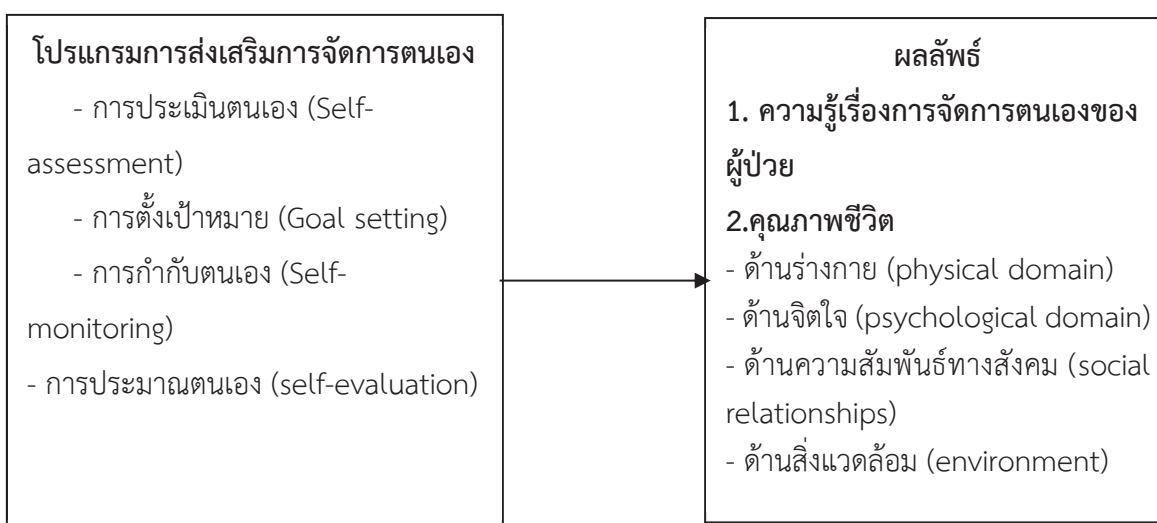 โปรแกรมการส่งเสริมการจัดการตนเอง
- การประเมินตนเอง (Self-
assessment)
- การตั้งเป้าหมาย (Goal setting)
- การกำกับตนเอง (Self-
monitoring)
- การประมาณตนเอง (self-evaluation)
ผลลัพธ์
1. ความรู้เรื่องการจัดการตนเองของ
ผู้ป่วย
2.คุณภาพชีวิต
- ด้านร่างกาย (physical domain)
- ด้านจิตใจ (psychological domain)
- ด้านความสัมพันธ์ทางสังคม (social
relationships)
- ด้านสิ่งแวดล้อม (environment)